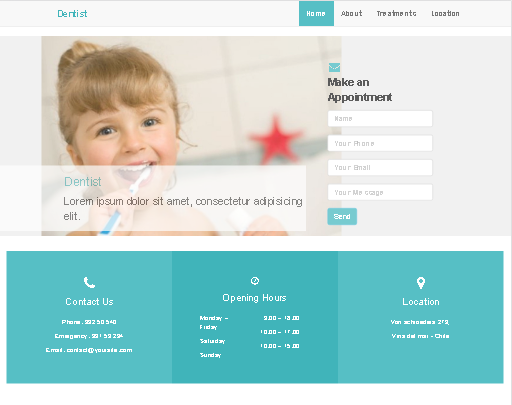 Dentist
Home About Treatments Location
Make an
Appointment
Name
Your Phone
Your Email
Your Message
Send
Dentist
Lorem ipsum dolor sit amet, consectetur adipisicing
elit.
Contact Us
Phone: 992 50 540
Emergency: 991 59 294
Email: contact@yoursite.com
Opening Hours
Monday –
Friday
Saturday
Sunday
9.00 – 18.00
10.00 – 17.00
10.00 – 15.00
Location
Von schroeders 219,
Vina del mar - Chile